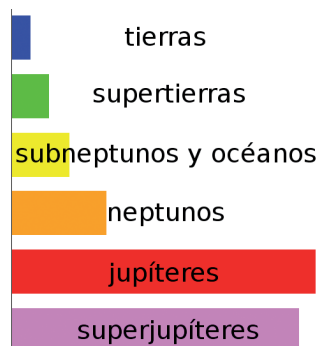 tierras
supertierras
subneptunos y océanos
neptunos
jupíteres
superjupíteres